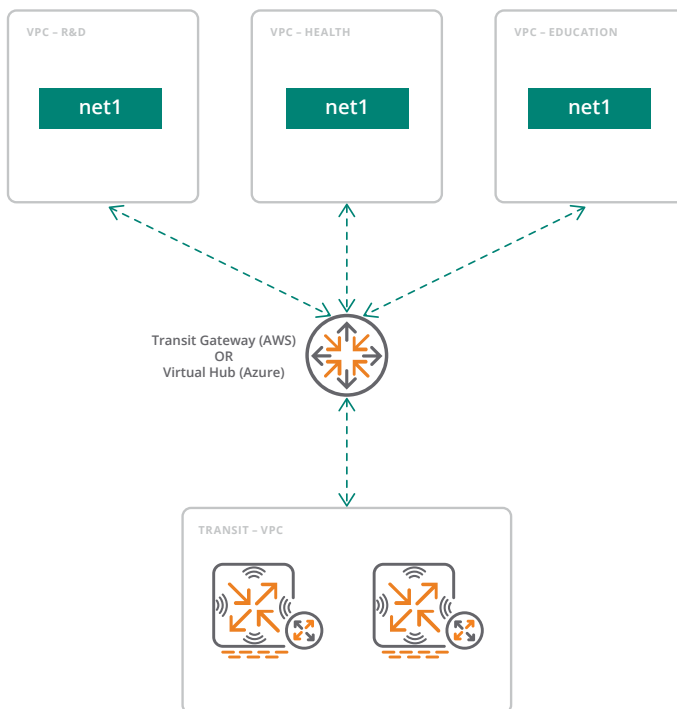 VPC – R&D
VPC – HEALTH
VPC – EDUCATION
net1
net1
net1
Transit Gateway (AWS)
OR
Virtual Hub (Azure)
TRANSIT – VPC